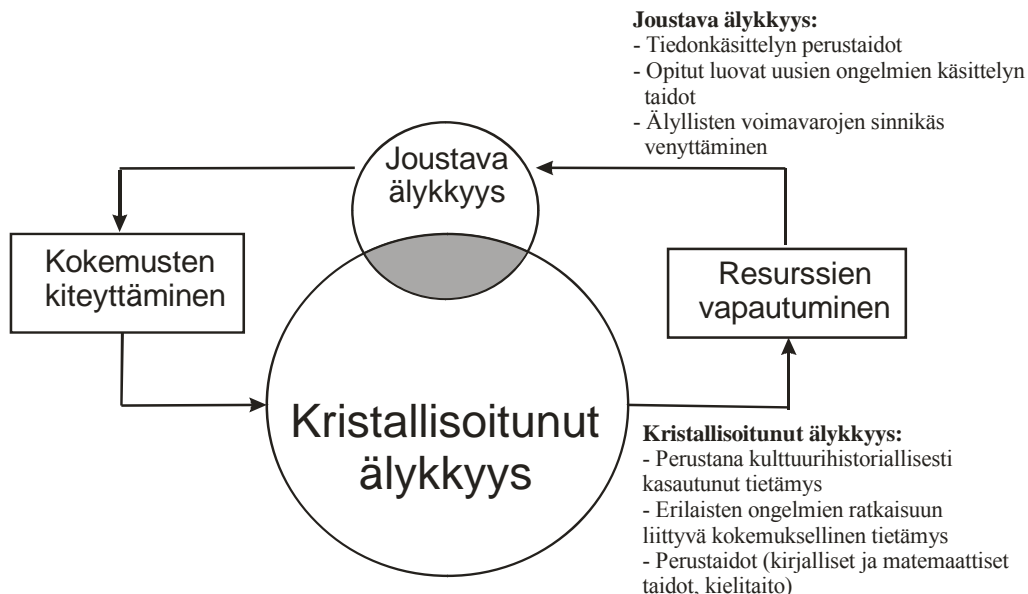 Joustava älykkyys:
- Tiedonkäsittelyn perustaidot
- Opitut luovat uusien ongelmien käsittelyn
taidot
- Älyllisten voimavarojen sinnikäs
venyttäminen
Joustava
älykkyys
Kokemusten
kiteyttäminen
Resurssien
vapautuminen
Kristallisoitunut
älykkyys
Kristallisoitunut älykkyys:
- Perustana kulttuurihistoriallisesti
kasautunut tietämys
- Erilaisten ongelmien ratkaisuun
liittyvä kokemuksellinen tietämys
- Perustaidot (kirjalliset ja matemaattiset
taidot, kielitaito)